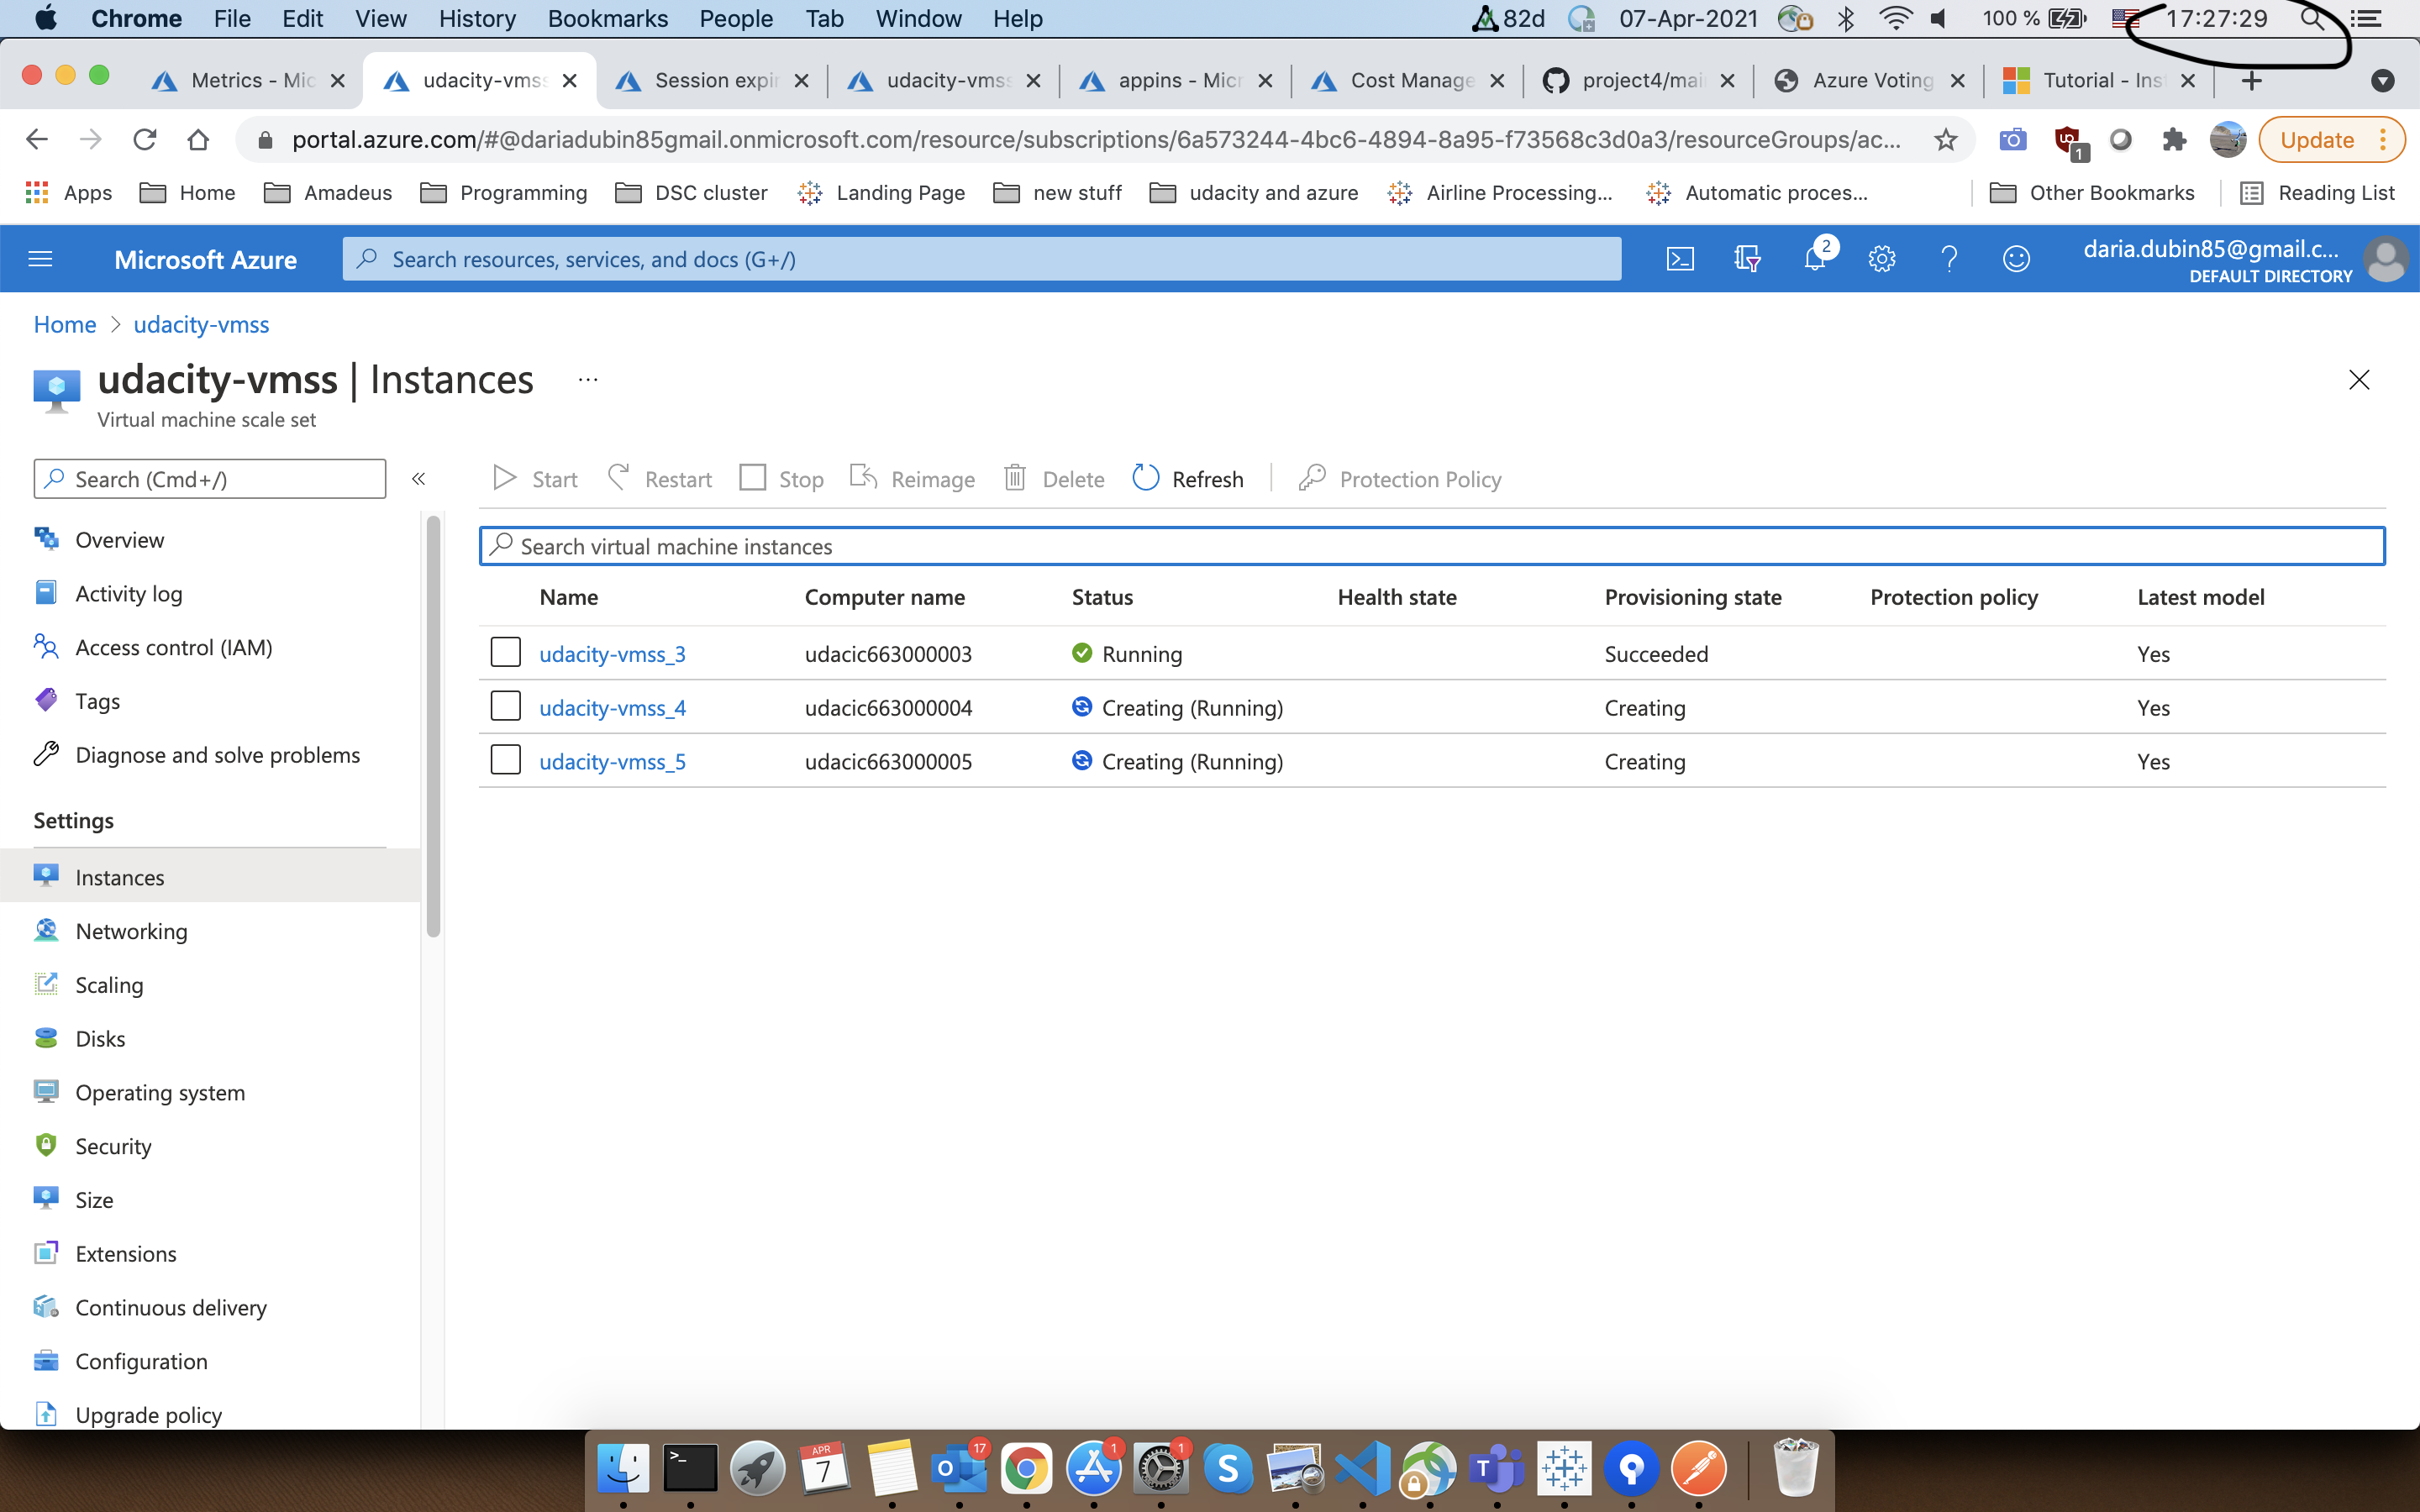 Chrome File Edit View History Bookmarks People Tab Window Help 82d 07-Apr-2021 100 % 17:27:29
Metrics - Mic udacity-vmss Session expir udacity-vmss appins - Micr Cost Manage project4/mai Azure Voting Tutorial - Inst
portal.azure.com/#@dariadubin85gmail.onmicrosoft.com/resource/subscriptions/6a573244-4bc6-4894-8a95-f73568c3d0a3/resourceGroups/ac... 1 Update
Apps Home Amadeus Programming DSC cluster Landing Page new stuff udacity and azure Airline Processing... Automatic proces... Other Bookmarks Reading List
Microsoft Azure Search resources, services, and docs (G+/) 2 daria.dubin85@gmail.c...
DEFAULT DIRECTORY
Home > udacity-vmss
udacity-vmss | Instances ...
Virtual machine scale set
Search (Cmd+/) « Start Restart Stop Reimage Delete Refresh Protection Policy
Search virtual machine instances
Name Computer name Status Health state Provisioning state Protection policy Latest model
udacity-vmss_3 udacic663000003 Running Succeeded Yes
udacity-vmss_4 udacic663000004 Creating (Running) Creating Yes
udacity-vmss_5 udacic663000005 Creating (Running) Creating Yes
Overview
Activity log
Access control (IAM)
Tags
Diagnose and solve problems
Settings
Instances
Networking
Scaling
Disks
Operating system
Security
Size
Extensions
Continuous delivery
Configuration
Upgrade policy
APR 17 1 1
7